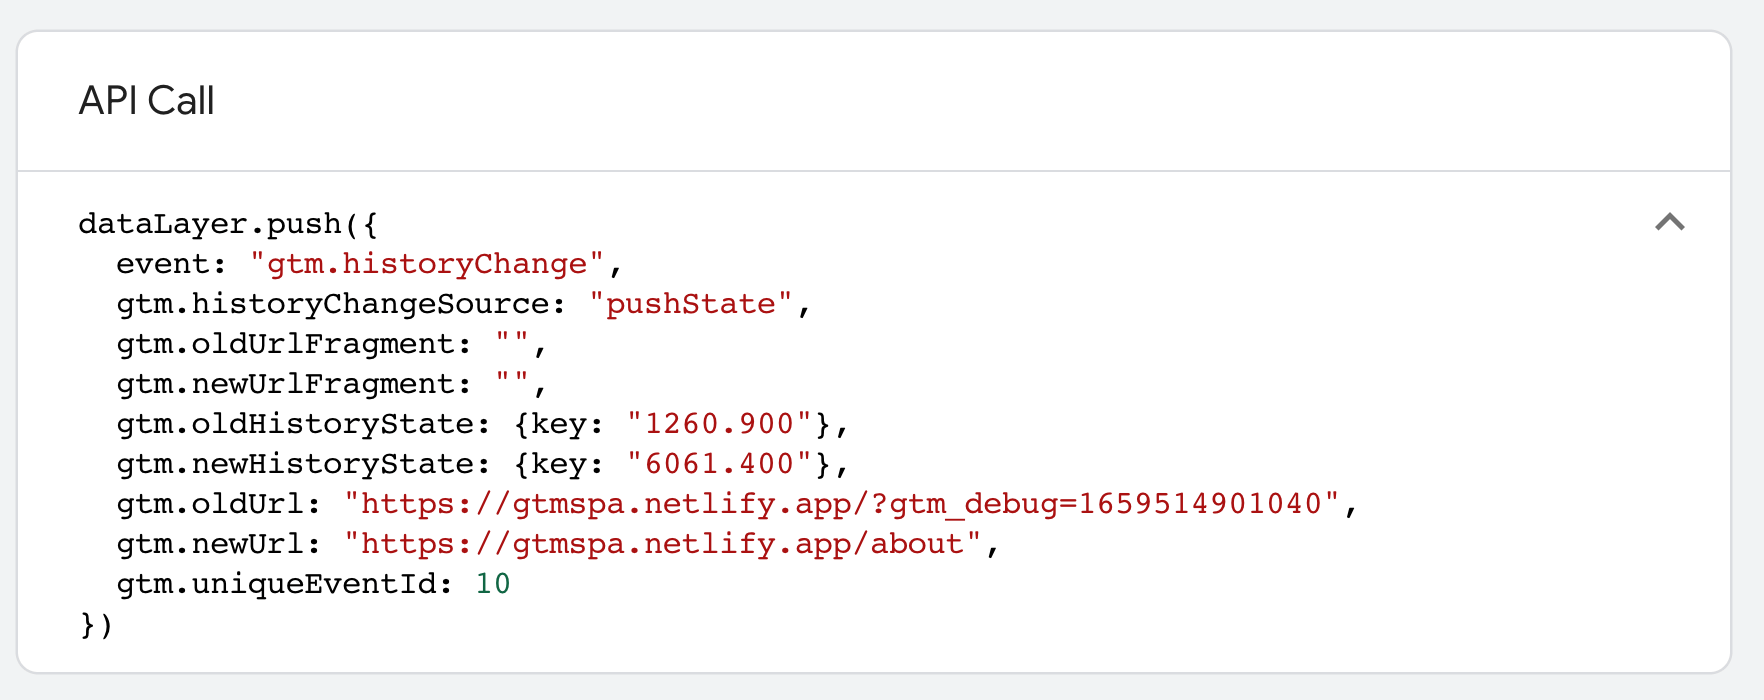 API Call
dataLayer.push({
  event: "gtm.historyChange",
  gtm.historyChangeSource: "pushState",
  gtm.oldUrlFragment: "",
  gtm.newUrlFragment: "",
  gtm.oldHistoryState: {key: "1260.900"},
  gtm.newHistoryState: {key: "6061.400"},
  gtm.oldUrl: "https://gtmspa.netlify.app/?gtm_debug=1659514901040",
  gtm.newUrl: "https://gtmspa.netlify.app/about",
  gtm.uniqueEventId: 10
})